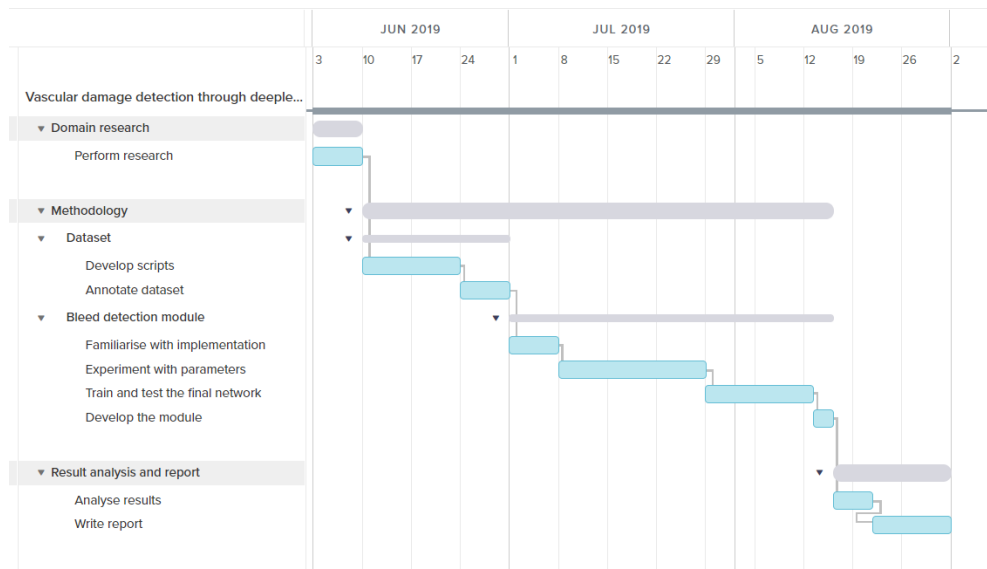 JUN 2019 JUL 2019 AUG 2019
3 10 17 24 1 8 15 22 29 5 12 19 26 2
Vascular damage detection through deeple...
Domain research
Perform research
Methodology
Dataset
Develop scripts
Annotate dataset
Bleed detection module
Familiarise with implementation
Experiment with parameters
Train and test the final network
Develop the module
Result analysis and report
Analyse results
Write report